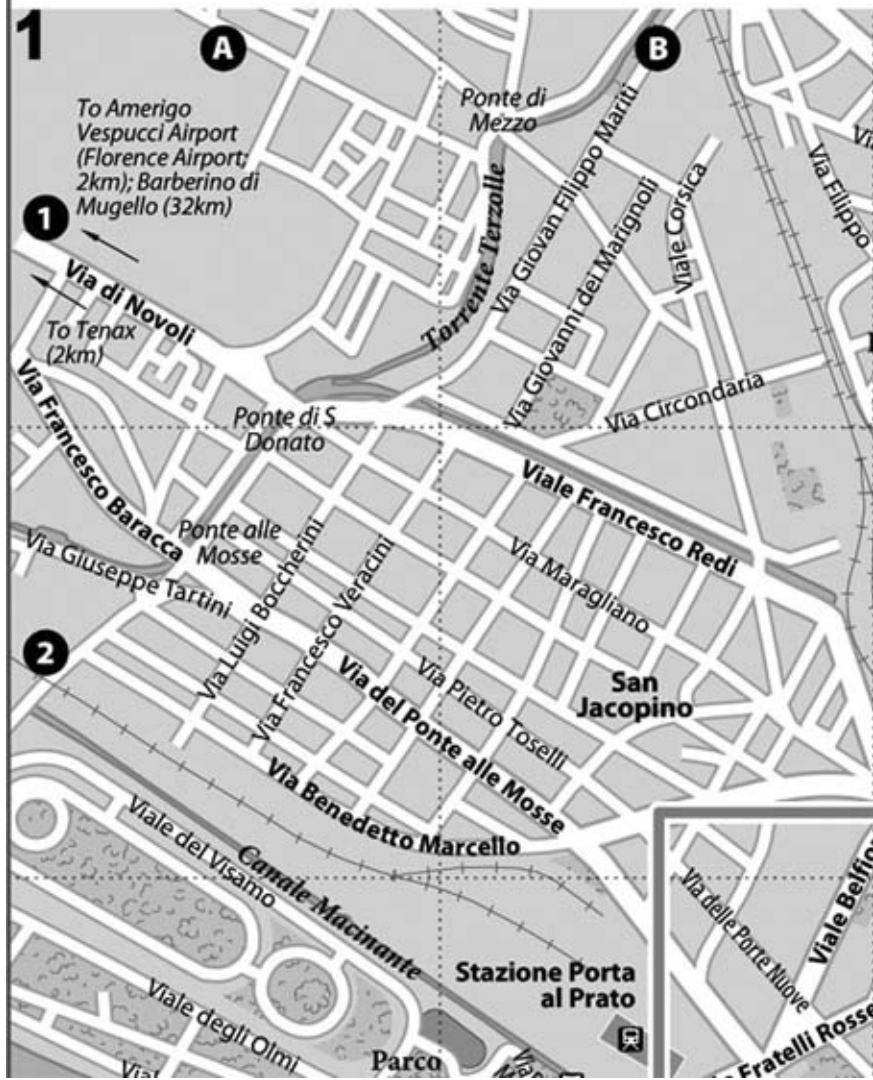 1
A
B
Ponte di
Mezzo
To Amerigo
Vespucci Airport
(Florence Airport;
2km); Barberino di
Mugello (32km)
1
Via di Novoli
To Tenax
(2km)
Torrente Terzolle
Via Giovan Filippo Mariti
Via Giovanni dei Marignoli
Viale Corsica
Via Filippo
Via Circondaria
Via Francesco Baracca
Ponte di S
Donato
Viale Francesco Redi
Ponte alle
Mosse
Via Giuseppe Tartini
Via Luigi Boccherini
Via Francesco Veracini
Via Maragliano
2
Via del Ponte alle Mosse
Via Pietro Toselli
San
Jacopino
Via Benedetto Marcello
Viale del Visarno
Canale Macinante
Via delle Porte Nuove
Viale Belfio
Stazione Porta
al Prato
Viale degli Olmi
Parco
Fratelli Rosse